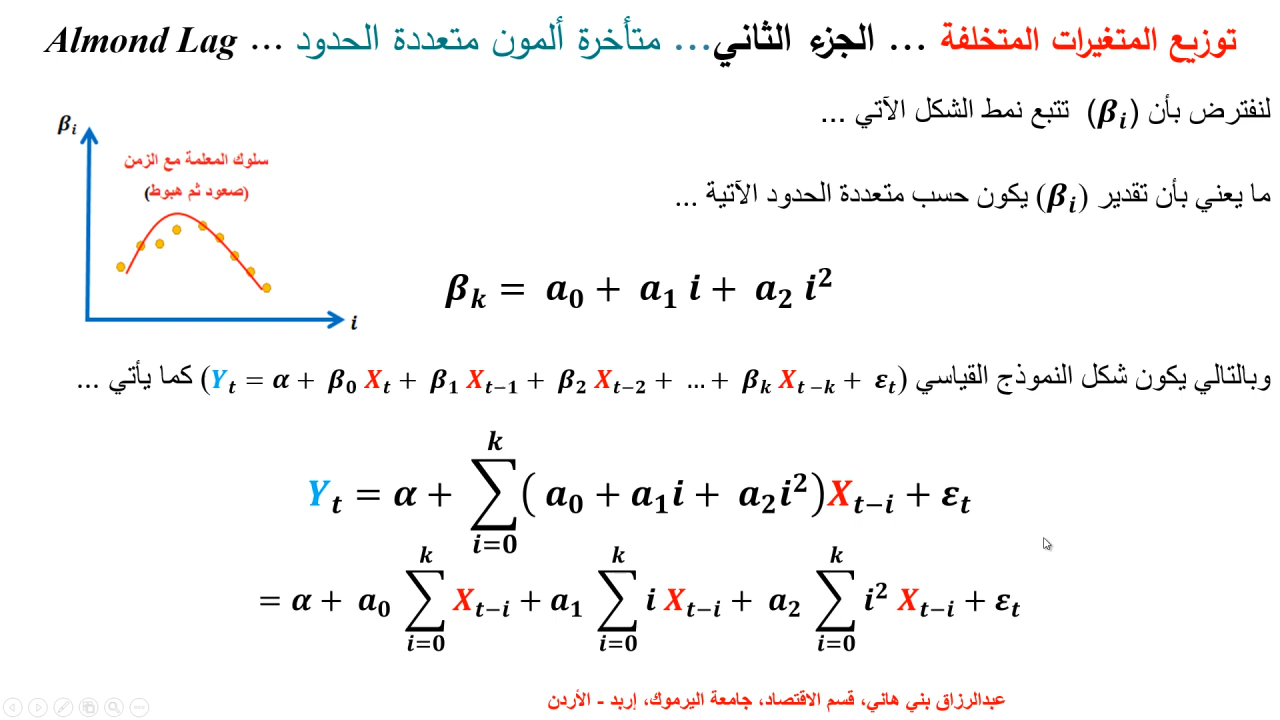 توزيع المتغيرات المتخلفة ... الجزء الثاني... متأخرة ألمون متعددة الحدود ... Almond Lag
لنفترض بأن (βᵢ) تتبع نمط الشكل الآتي ...
βᵢ
سلوك المعلمة مع الزمن
(صعود ثم هبوط)
i
ما يعني بأن تقدير (βᵢ) يكون حسب متعددة الحدود الآتية ...
βₖ = a₀ + a₁ i + a₂ i²
وبالتالي يكون شكل النموذج القياسي (Yₜ = α + β₀ Xₜ + β₁ Xₜ₋₁ + β₂ Xₜ₋₂ + ... + βₖ Xₜ₋ₖ + εₜ) كما يأتي ...
Yₜ = α + ∑ᵢ₌₀ᵏ ( a₀ + a₁i + a₂i²)Xₜ₋ᵢ + εₜ
= α + a₀ ∑ᵢ₌₀ᵏ Xₜ₋ᵢ + a₁ ∑ᵢ₌₀ᵏ i Xₜ₋ᵢ + a₂ ∑ᵢ₌₀ᵏ i² Xₜ₋ᵢ + εₜ
عبدالرزاق بني هاني، قسم الاقتصاد، جامعة اليرموك، إربد - الأردن